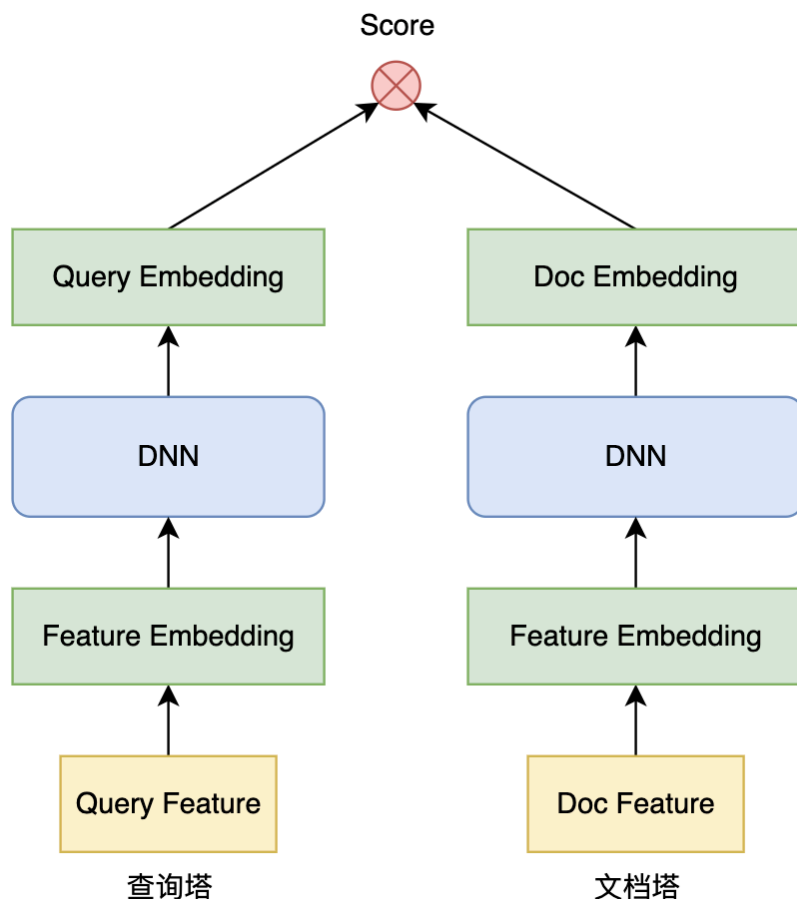 Score
Query Embedding
Doc Embedding
DNN
DNN
Feature Embedding
Feature Embedding
Query Feature
Doc Feature
查询塔
文档塔